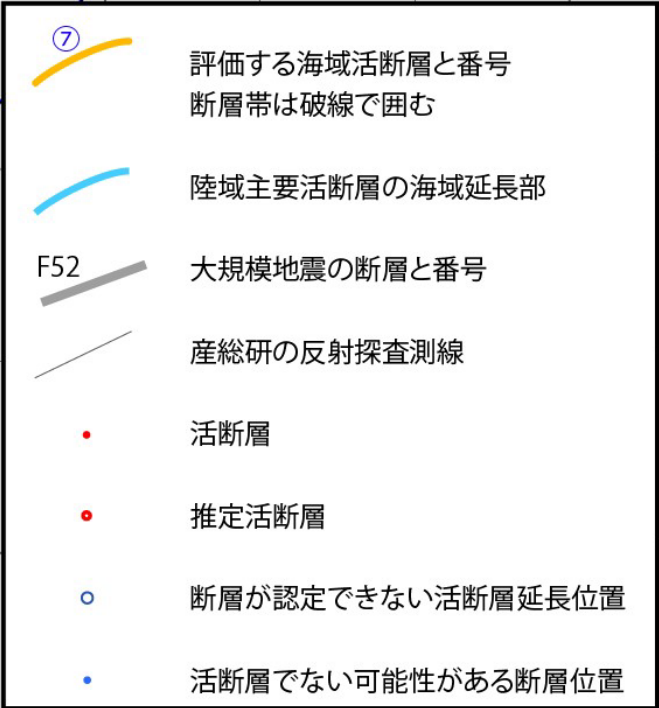 ⑦
評価する海域活断層と番号
断層帯は破線で囲む
陸域主要活断層の海域延長部
F52
大規模地震の断層と番号
産総研の反射探査測線
活断層
推定活断層
断層が認定できない活断層延長位置
活断層でない可能性がある断層位置